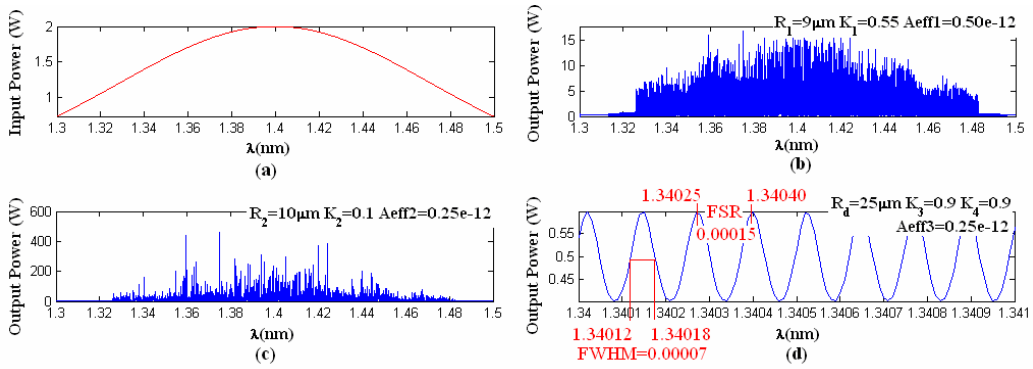 Input Power (W)
2
1.5
1
1.3 1.32 1.34 1.36 1.38 1.4 1.42 1.44 1.46 1.48 1.5
λ(nm)
(a)
Output Power (W)
R1=9μm K1=0.55 Aeff1=0.50e-12
15
10
5
0
1.3 1.32 1.34 1.36 1.38 1.4 1.42 1.44 1.46 1.48 1.5
λ(nm)
(b)
Output Power (W)
R2=10μm K2=0.1 Aeff2=0.25e-12
600
400
200
0
1.3 1.32 1.34 1.36 1.38 1.4 1.42 1.44 1.46 1.48 1.5
λ(nm)
(c)
Output Power (W)
1.34025 1.34040
FSR
0.00015
Rd=25μm K3=0.9 K4=0.9
Aeff3=0.25e-12
0.55
0.5
0.45
1.34 1.3401 1.3402 1.3403 1.3404 1.3405 1.3406 1.3407 1.3408 1.3409 1.341
λ(nm)
1.34012 1.34018
FWHM=0.00007
(d)